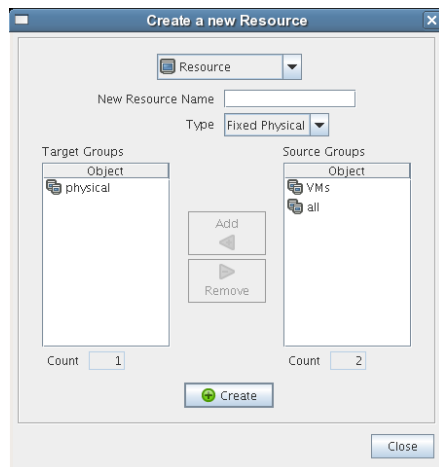 Create a new Resource
Resource
New Resource Name
Type Fixed Physical
Target Groups
Source Groups
Object
physical
Object
VMs
all
Add
Remove
Count 1
Count 2
Create
Close